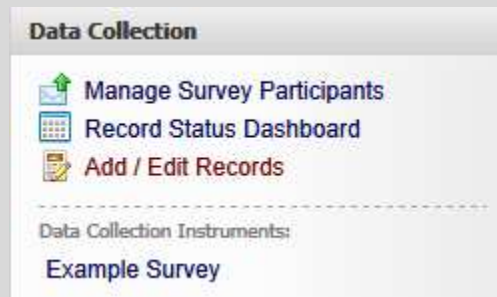 Data Collection
Manage Survey Participants
Record Status Dashboard
Add / Edit Records
Data Collection Instruments:
Example Survey